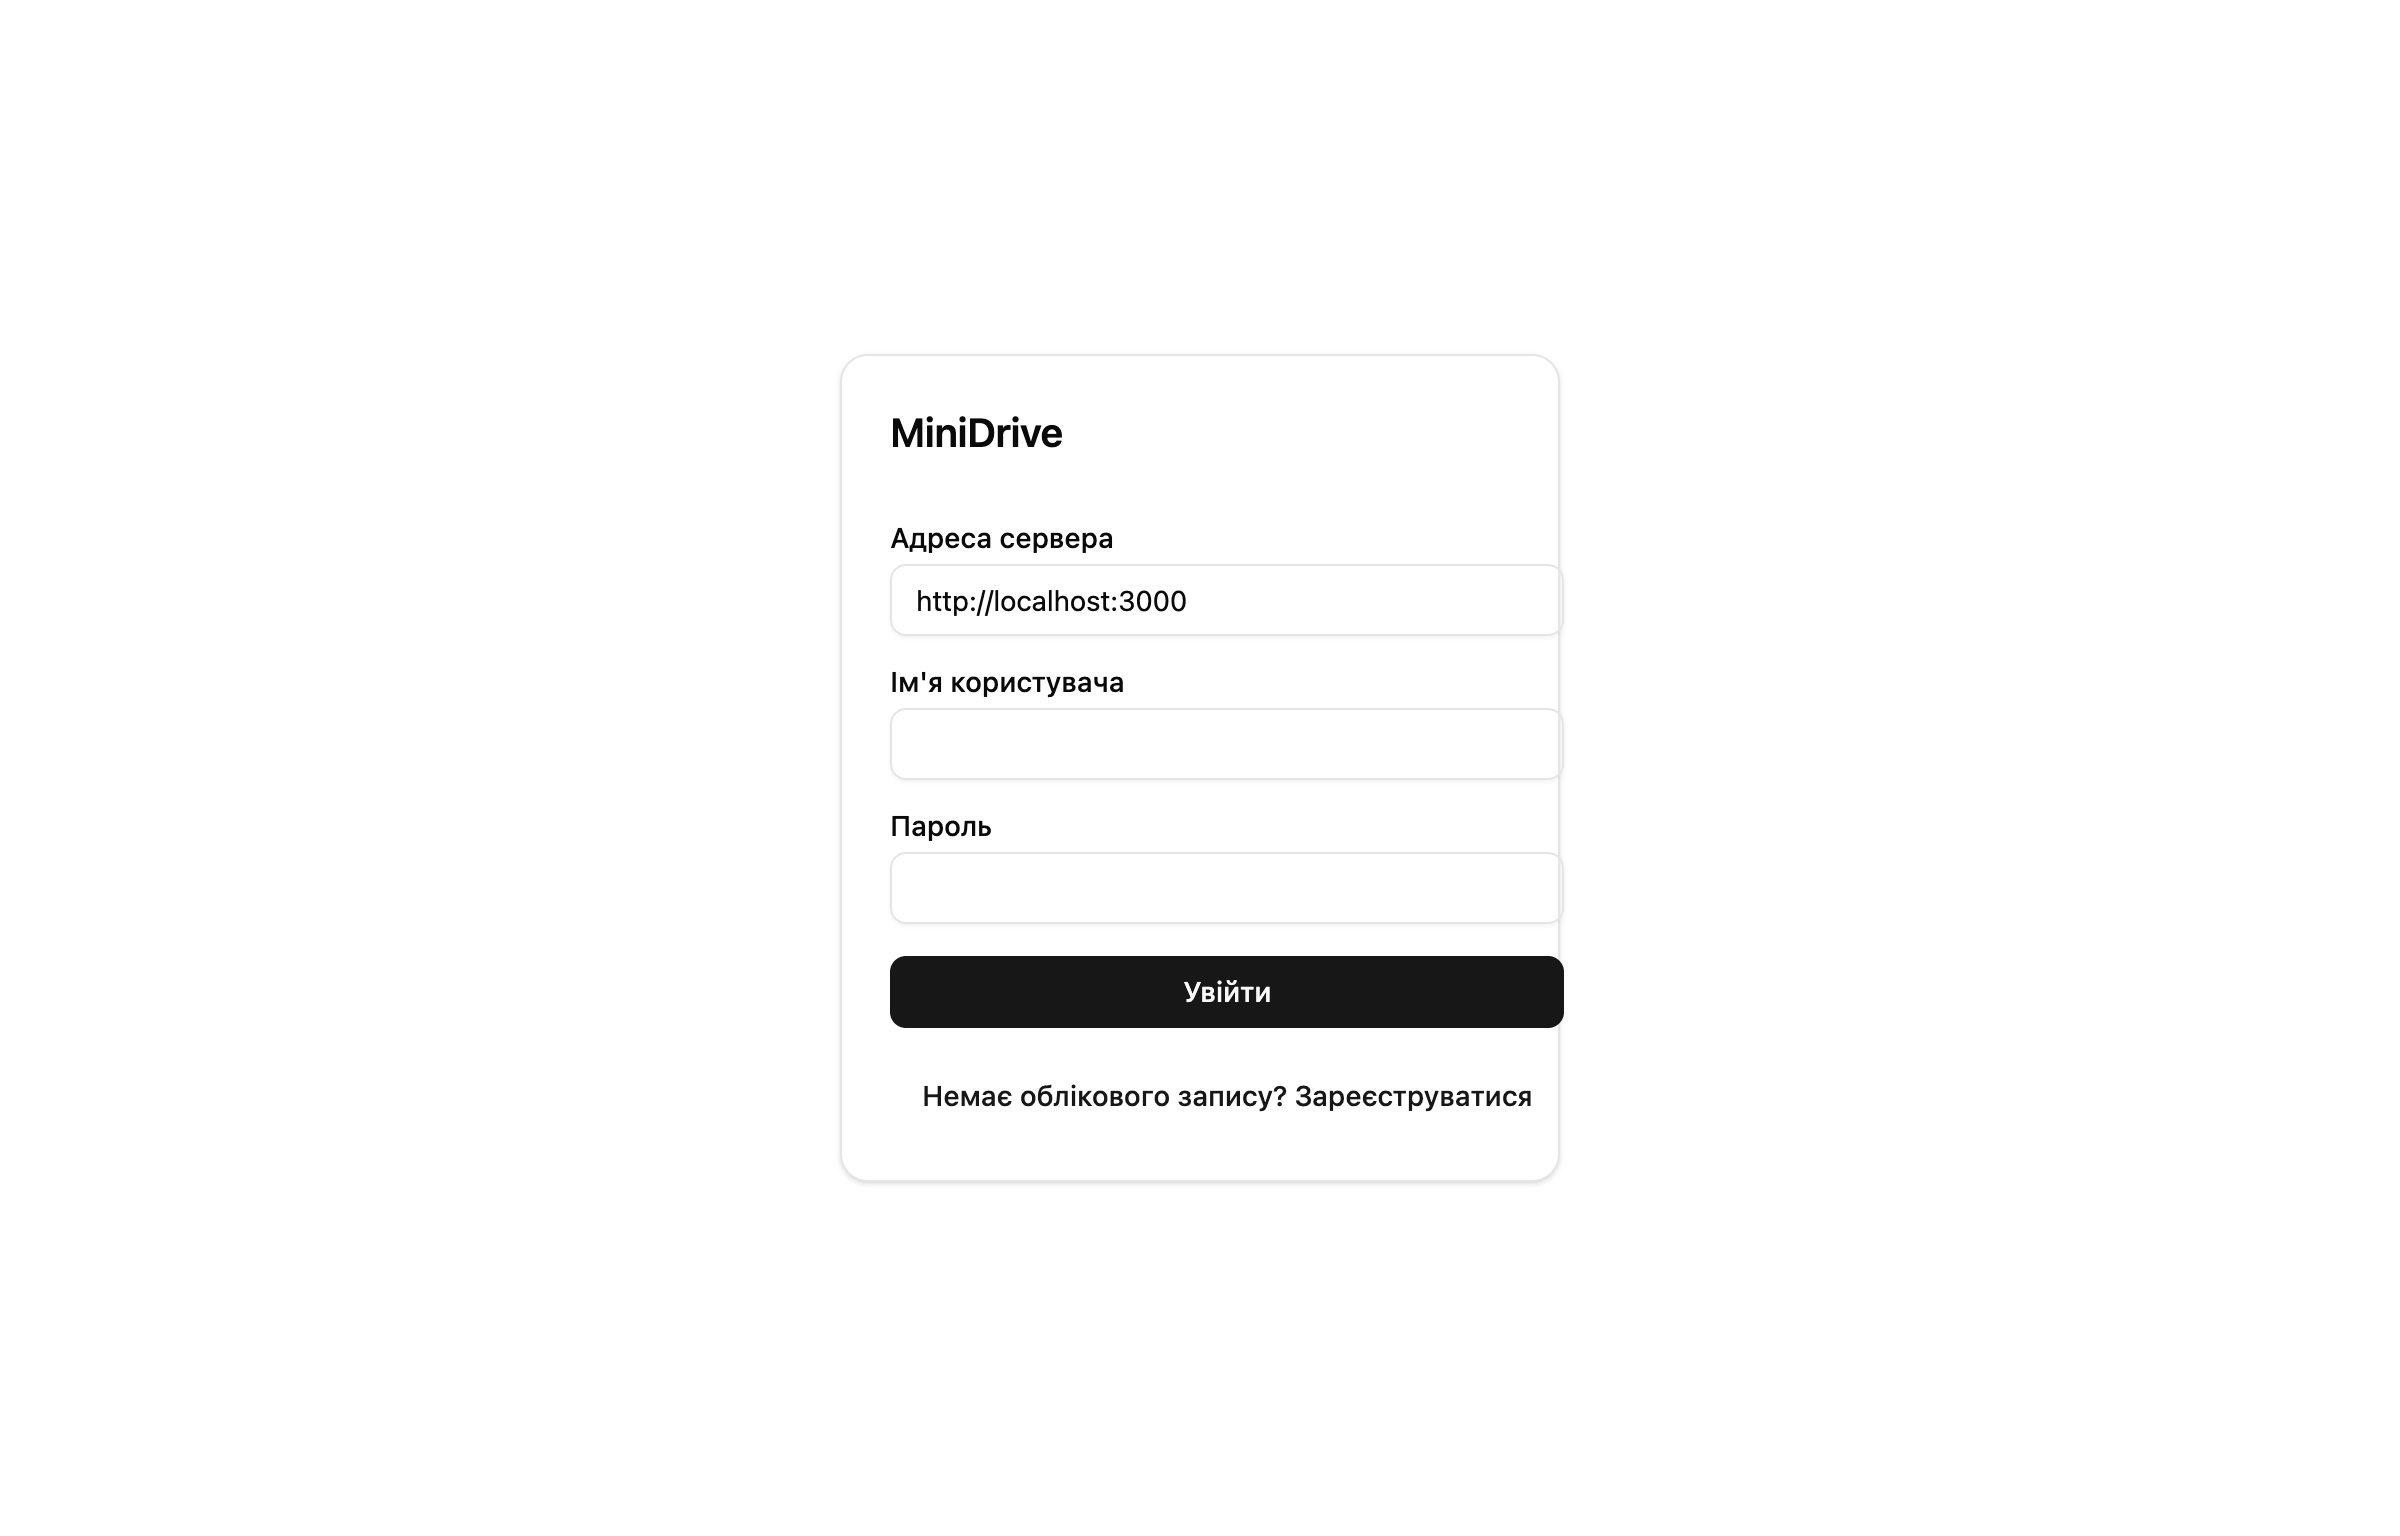 MiniDrive
Адреса сервера
http://localhost:3000
Ім'я користувача
Пароль
Увійти
Немає облікового запису? Зареєструватися